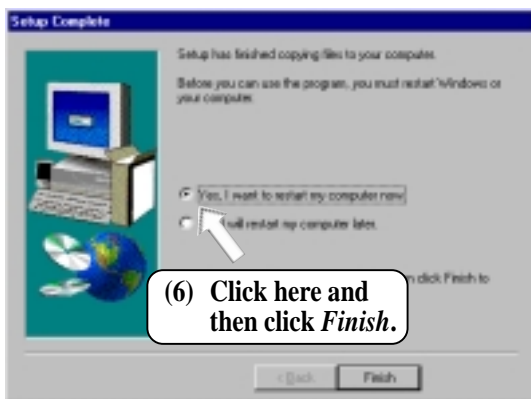 Setup Complete
Setup has finished copying files to your computer.
Before you can use the program, you must restart Windows or
your computer.
Yes, I want to restart my computer now.
will restart my computer later.
click Finish to
(6) Click here and
then click Finish.
< Back
Finish